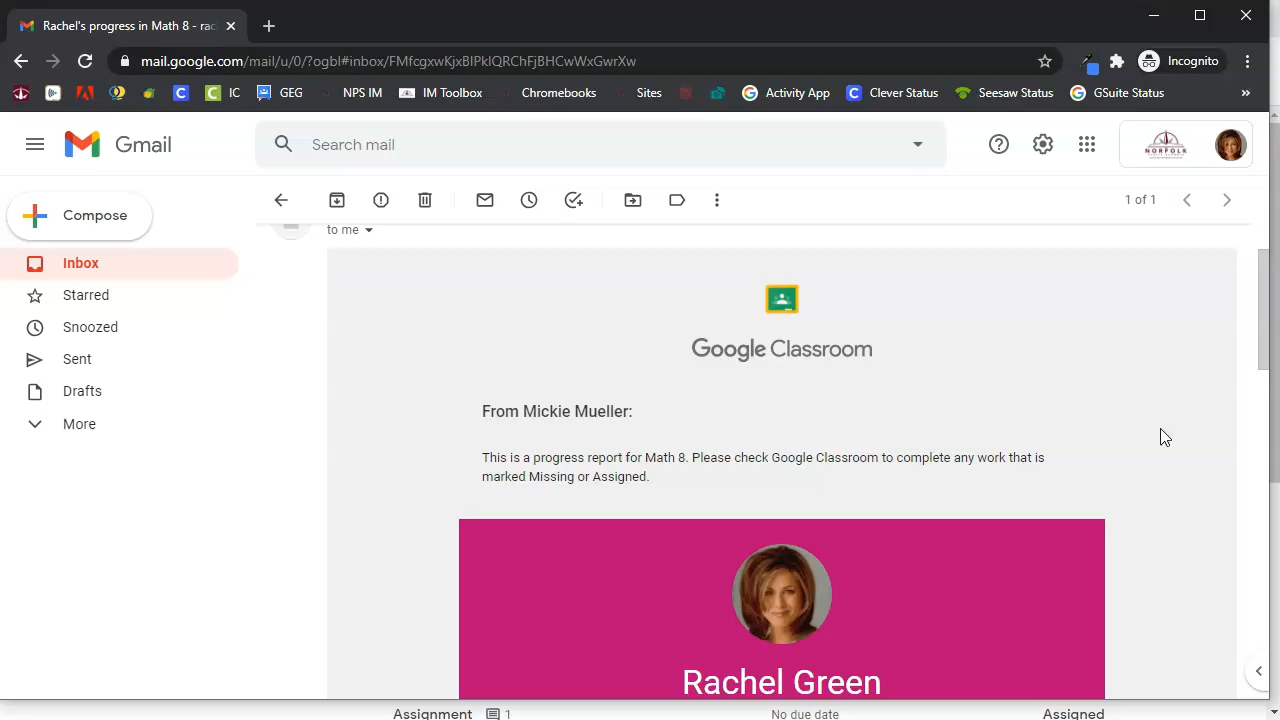 Rachel's progress in Math 8 - rac
mail.google.com/mail/u/0/?ogbl#inbox/FMfcgxwKjxBlPklQRChFjBHCwWxGwrXw
Incognito
IC
GEG
NPS IM
IM Toolbox
Chromebooks
Sites
Activity App
Clever Status
Seesaw Status
GSuite Status
»
Gmail
Search mail
NORFOLK
Compose
1 of 1
Inbox
Starred
Snoozed
Sent
Drafts
More
to me
Google Classroom
From Mickie Mueller:
This is a progress report for Math 8. Please check Google Classroom to complete any work that is
marked Missing or Assigned.
Rachel Green
Assignment 1 No due date Assigned